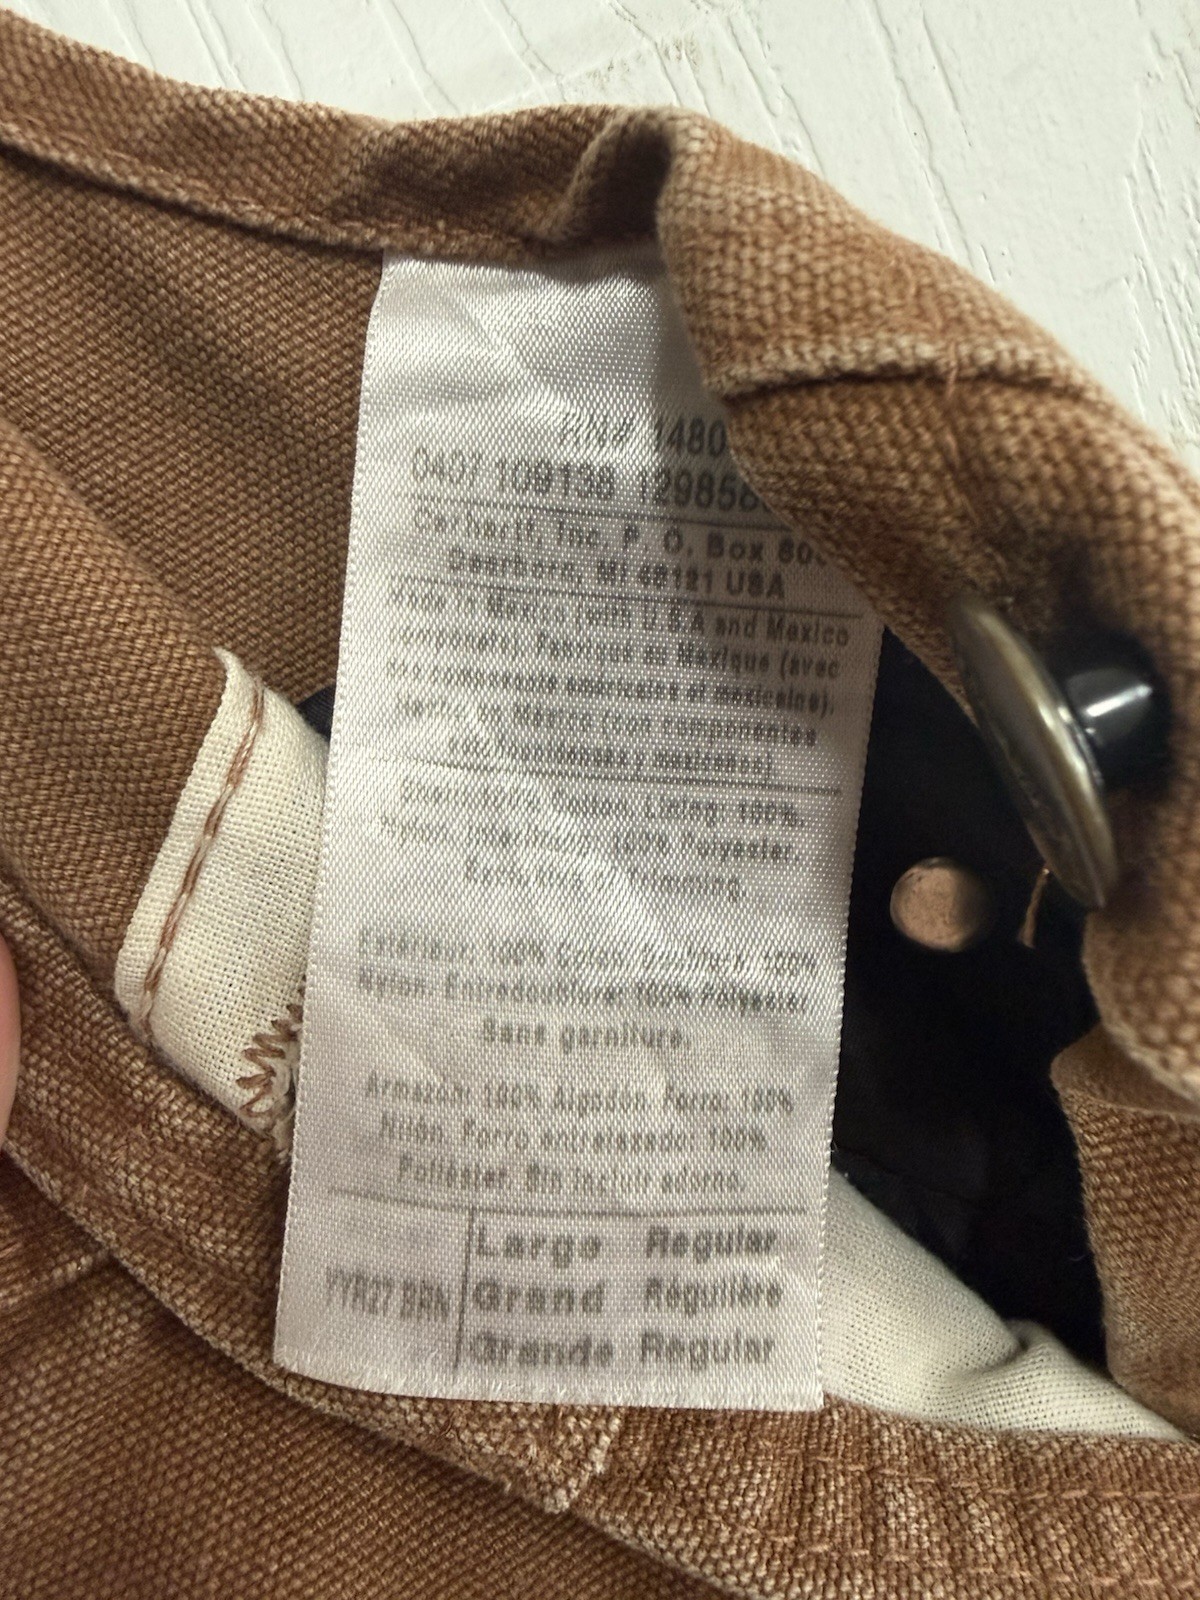 RN# 1480
0407 109138 129858
Carhartt, Inc. P. O. Box 80
Dearborn, MI 48121 USA
Made in Mexico (with U.S.A and Mexico
components). Fabriqué au Mexique (avec
des composants américains et mexicains).
Hecho en México (con componentes
estadounidenses y mexicanos)
Shell: 100% Cotton, Lining: 100%
Nylon, Interlining: 100% Polyester.
Exclusive of Trimming.
Extérieur: 100% Coton, Doublure: 100%
Nylon. Entredoublure: 100% Polyester
Sans garniture.
Armazón: 100% Algodón, Forro: 100%
Nilón, Forro entrelazado: 100%
Poliéster. Sin incluir adorno.
Large Regular
YYR27 BRN Grand Régulière
Grande Regular